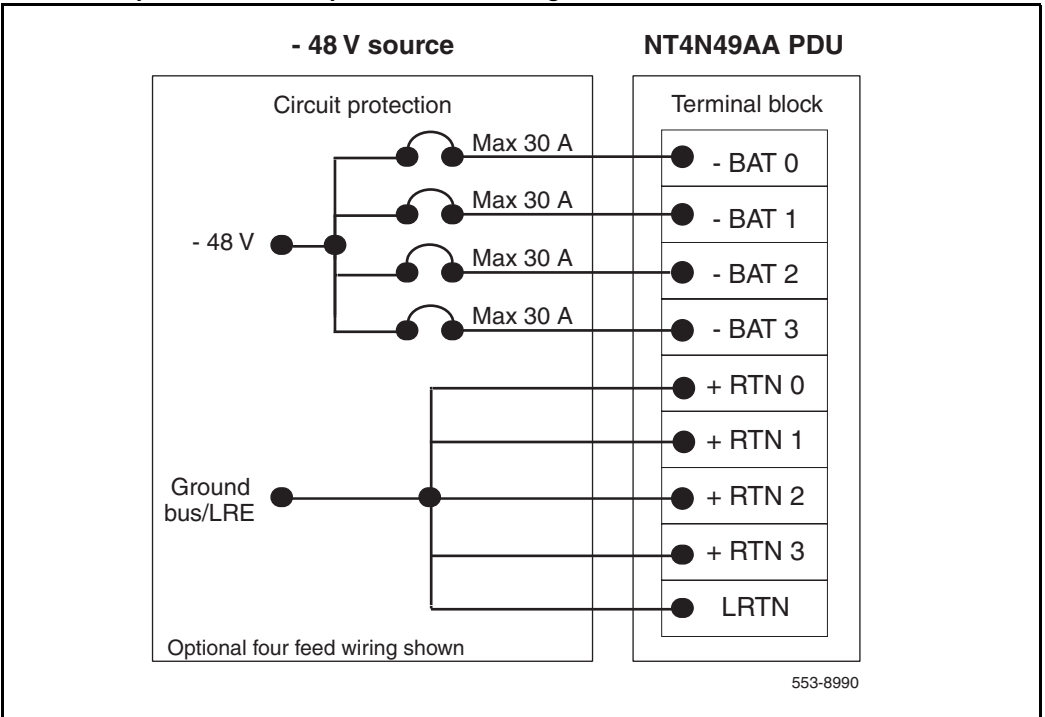 - 48 V source
NT4N49AA PDU
Circuit protection
Terminal block
Max 30 A
- BAT 0
Max 30 A
- BAT 1
- 48 V
Max 30 A
- BAT 2
Max 30 A
- BAT 3
+ RTN 0
+ RTN 1
Ground
bus/LRE
+ RTN 2
+ RTN 3
LRTN
Optional four feed wiring shown
553-8990